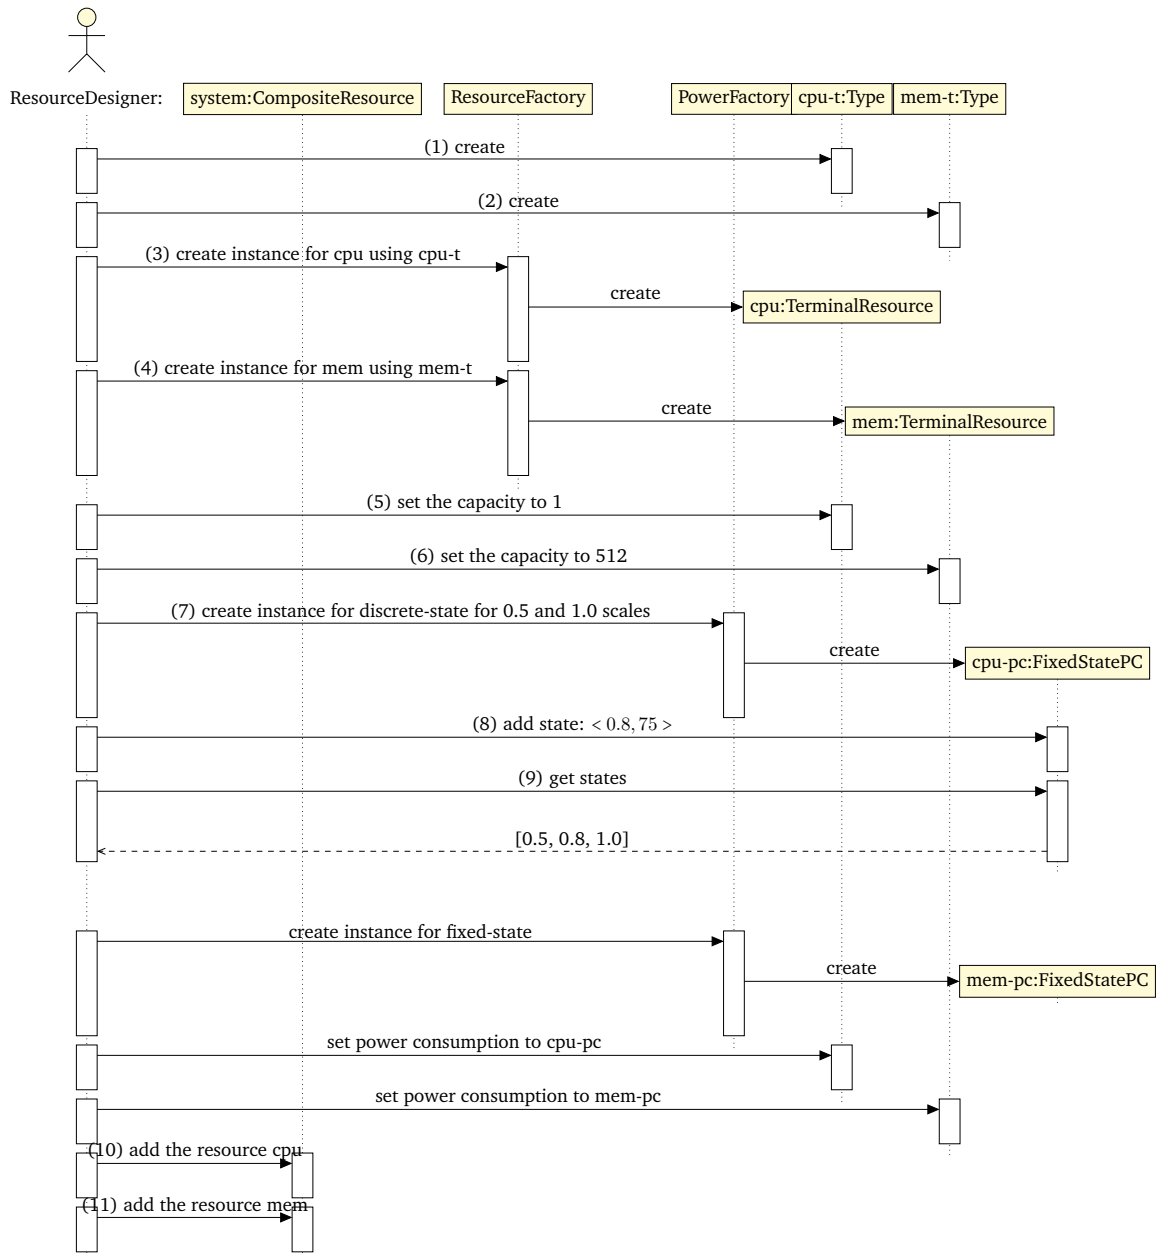 ResourceDesigner:
system:CompositeResource
ResourceFactory
PowerFactory
cpu-t:Type
mem-t:Type
(1) create
(2) create
(3) create instance for cpu using cpu-t
create
cpu:TerminalResource
(4) create instance for mem using mem-t
create
mem:TerminalResource
(5) set the capacity to 1
(6) set the capacity to 512
(7) create instance for discrete-state for 0.5 and 1.0 scales
create
cpu-pc:FixedStatePC
(8) add state: < 0.8, 75 >
(9) get states
[0.5, 0.8, 1.0]
create instance for fixed-state
create
mem-pc:FixedStatePC
set power consumption to cpu-pc
set power consumption to mem-pc
(10) add the resource cpu
(11) add the resource mem